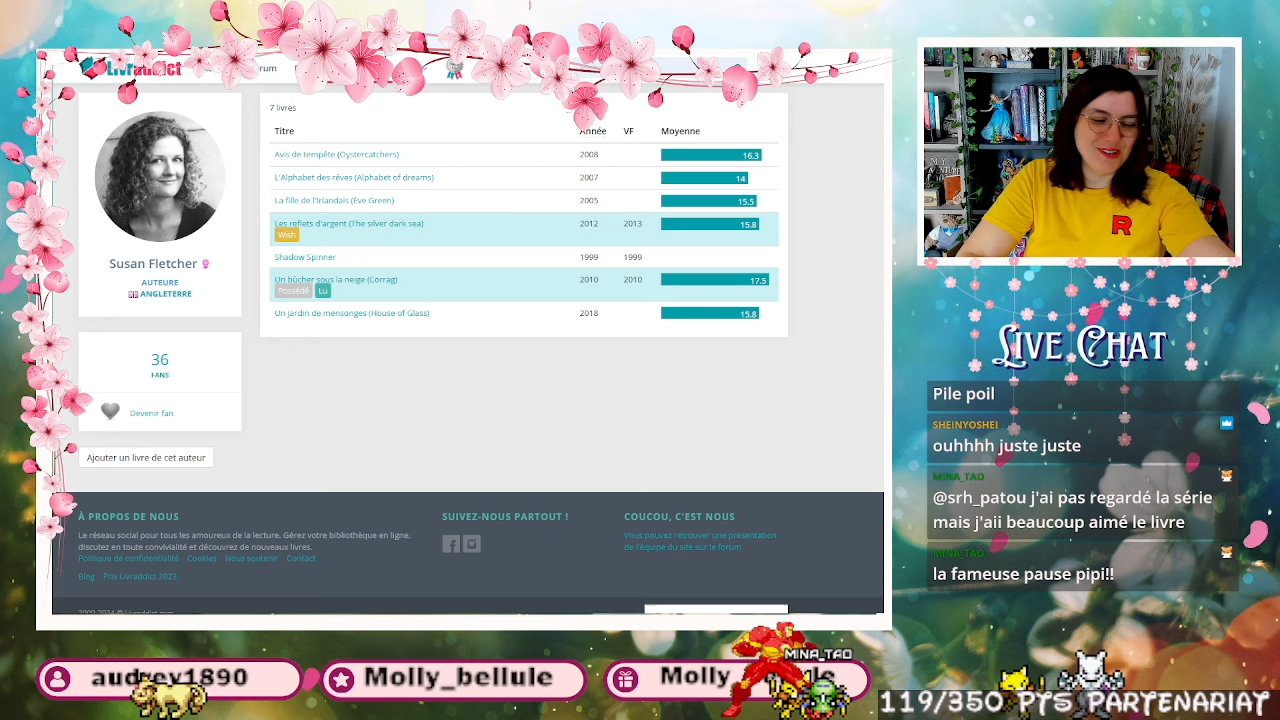 Livraddict
orum
7 livres
Titre Année VF Moyenne
Avis de tempête (Oystercatchers) 2008 16.3
L'Alphabet des rêves (Alphabet of dreams) 2007 14
La fille de l'Irlandais (Eve Green) 2005 15.5
Les reflets d'argent (The silver dark sea) 2012 2013 15.8
Wish
Shadow Spinner 1999 1999
Un bûcher sous la neige (Corrag) 2010 2010 17.5
Possédé Lu
Un jardin de mensonges (House of Glass) 2018 15.8
Susan Fletcher
AUTEURE
ANGLETERRE
36
FANS
Devenir fan
Ajouter un livre de cet auteur
À PROPOS DE NOUS
Le réseau social pour tous les amoureux de la lecture. Gérez votre bibliothèque en ligne,
discutez en toute convivialité et découvrez de nouveaux livres.
Politique de confidentialité Cookies Nous soutenir Contact
Blog Prix Livraddict 2023
SUIVEZ-NOUS PARTOUT !
COUCOU, C'EST NOUS
Vous pouvez retrouver une présentation
de l'équipe du site sur le forum
R
LIVE CHAT
Pile poil
SHEINYOSHEI
ouhhhh juste juste
MINA_TAO
@srh_patou j'ai pas regardé la série
mais j'aii beaucoup aimé le livre
MINA_TAO
la fameuse pause pipi!!
audrey1890
Molly_bellule
MINA_TAO
119/350 PTS PARTENARIAT